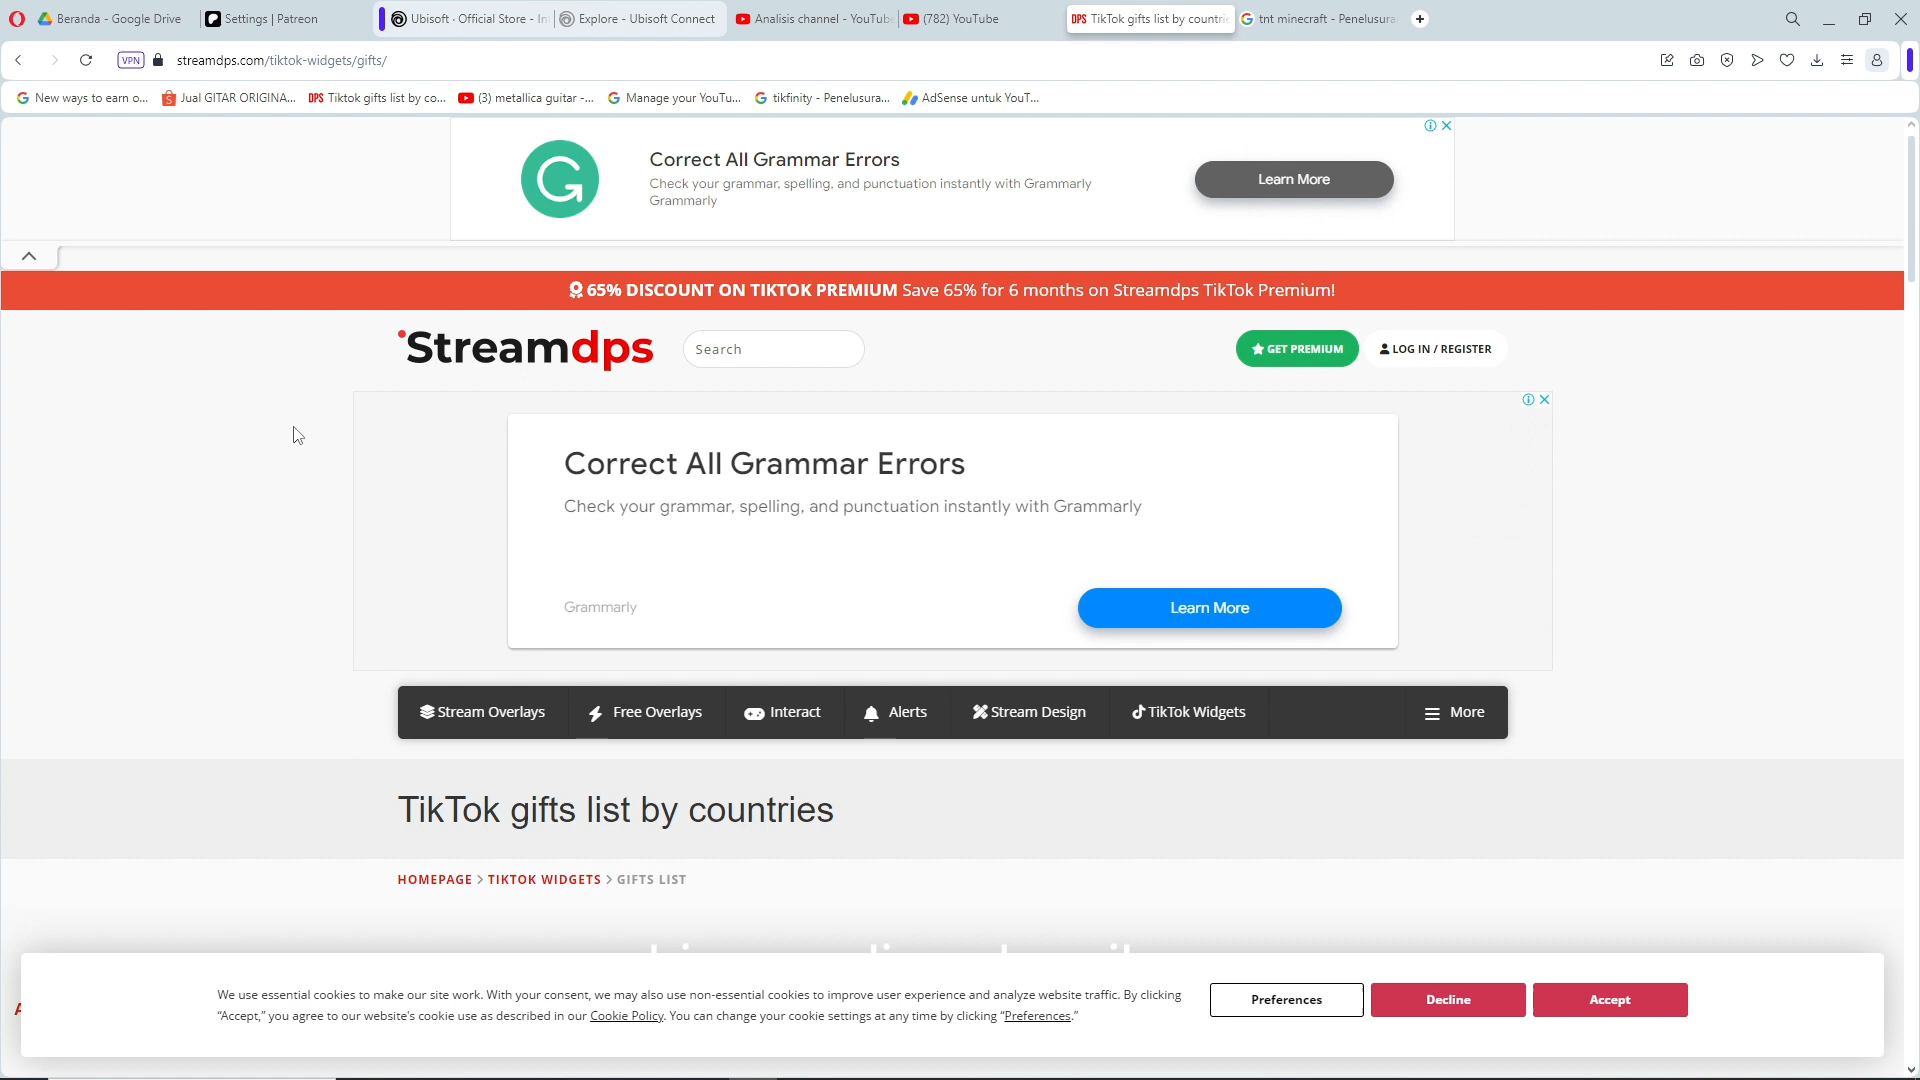 Beranda - Google Drive
Settings | Patreon
Ubisoft · Official Store - In
Explore - Ubisoft Connect
Analisis channel - YouTube
(782) YouTube
DPS TikTok gifts list by countrie
tnt minecraft - Penelusura
VPN
streamdps.com/tiktok-widgets/gifts/
New ways to earn o...
Jual GITAR ORIGINA...
DPS Tiktok gifts list by co...
(3) metallica guitar -...
Manage your YouTu...
tikfinity - Penelusura...
AdSense untuk YouT...
Correct All Grammar Errors
Check your grammar, spelling, and punctuation instantly with Grammarly
Grammarly
Learn More
65% DISCOUNT ON TIKTOK PREMIUM Save 65% for 6 months on Streamdps TikTok Premium!
Streamdps
Search
GET PREMIUM
LOG IN / REGISTER
Correct All Grammar Errors
Check your grammar, spelling, and punctuation instantly with Grammarly
Grammarly
Learn More
Stream Overlays
Free Overlays
Interact
Alerts
Stream Design
TikTok Widgets
More
TikTok gifts list by countries
HOMEPAGE > TIKTOK WIDGETS > GIFTS LIST
We use essential cookies to make our site work. With your consent, we may also use non-essential cookies to improve user experience and analyze website traffic. By clicking
“Accept,” you agree to our website's cookie use as described in our Cookie Policy. You can change your cookie settings at any time by clicking “Preferences.”
Preferences
Decline
Accept